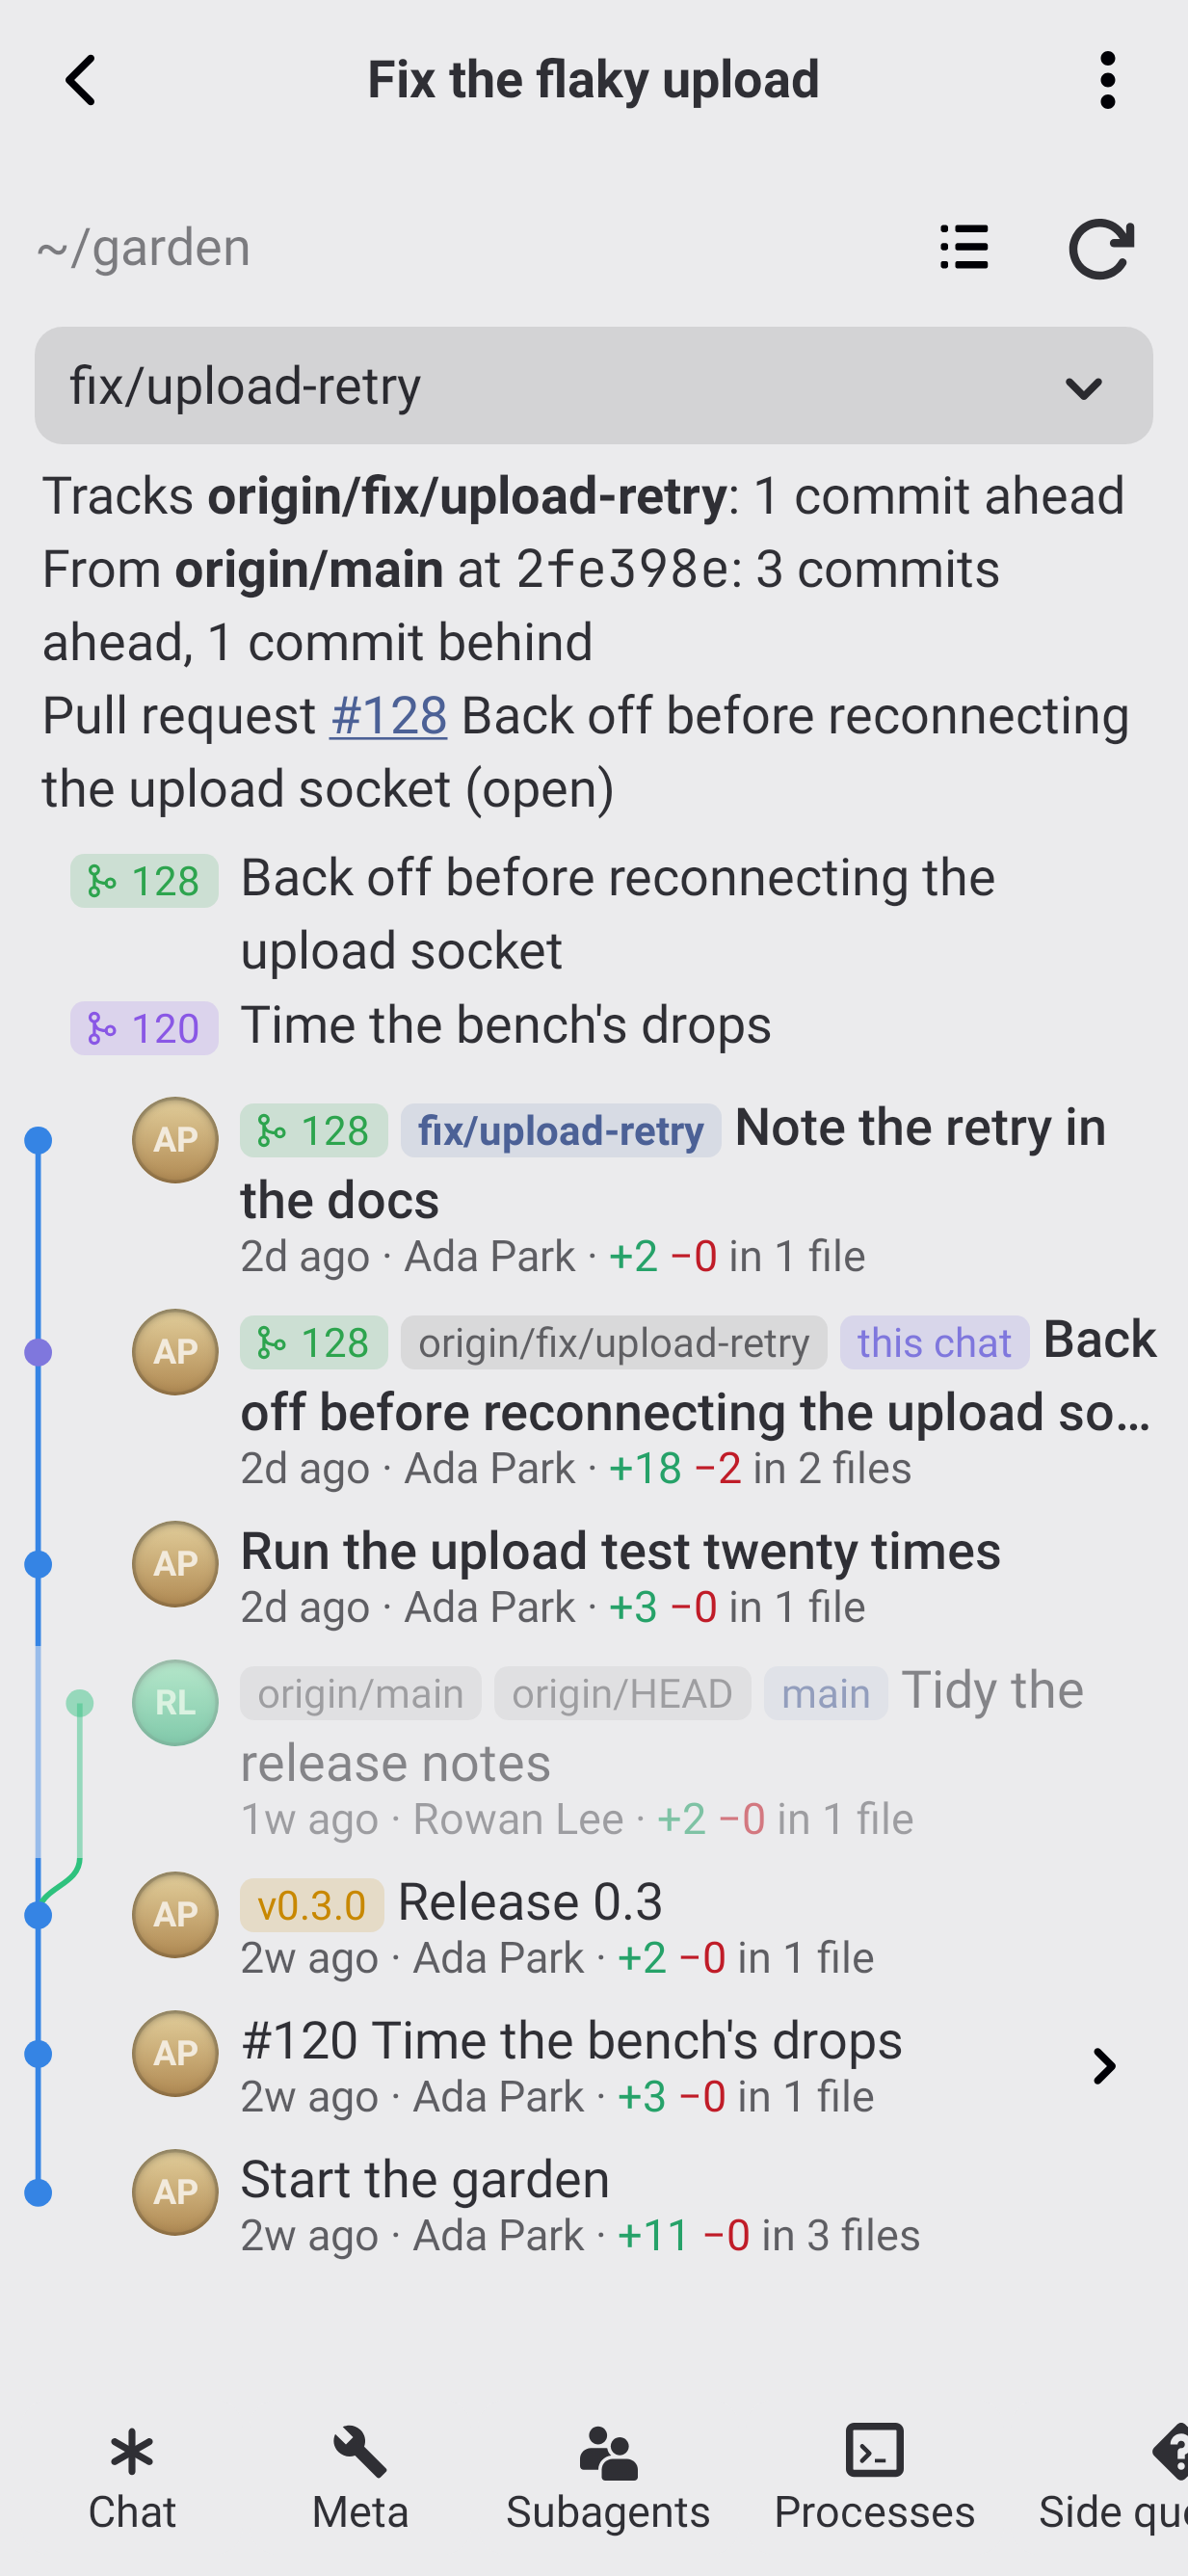 Fix the flaky upload
~/garden
fix/upload-retry
Tracks origin/fix/upload-retry: 1 commit ahead
From origin/main at 2fe398e: 3 commits
ahead, 1 commit behind
Pull request #128 Back off before reconnecting
the upload socket (open)
128 Back off before reconnecting the
upload socket
120 Time the bench's drops
AP 128 fix/upload-retry Note the retry in
the docs
2d ago · Ada Park · +2 −0 in 1 file
AP 128 origin/fix/upload-retry this chat Back
off before reconnecting the upload so…
2d ago · Ada Park · +18 −2 in 2 files
AP Run the upload test twenty times
2d ago · Ada Park · +3 −0 in 1 file
RL origin/main origin/HEAD main Tidy the
release notes
1w ago · Rowan Lee · +2 −0 in 1 file
AP v0.3.0 Release 0.3
2w ago · Ada Park · +2 −0 in 1 file
AP #120 Time the bench's drops
2w ago · Ada Park · +3 −0 in 1 file
AP Start the garden
2w ago · Ada Park · +11 −0 in 3 files
Chat Meta Subagents Processes Side